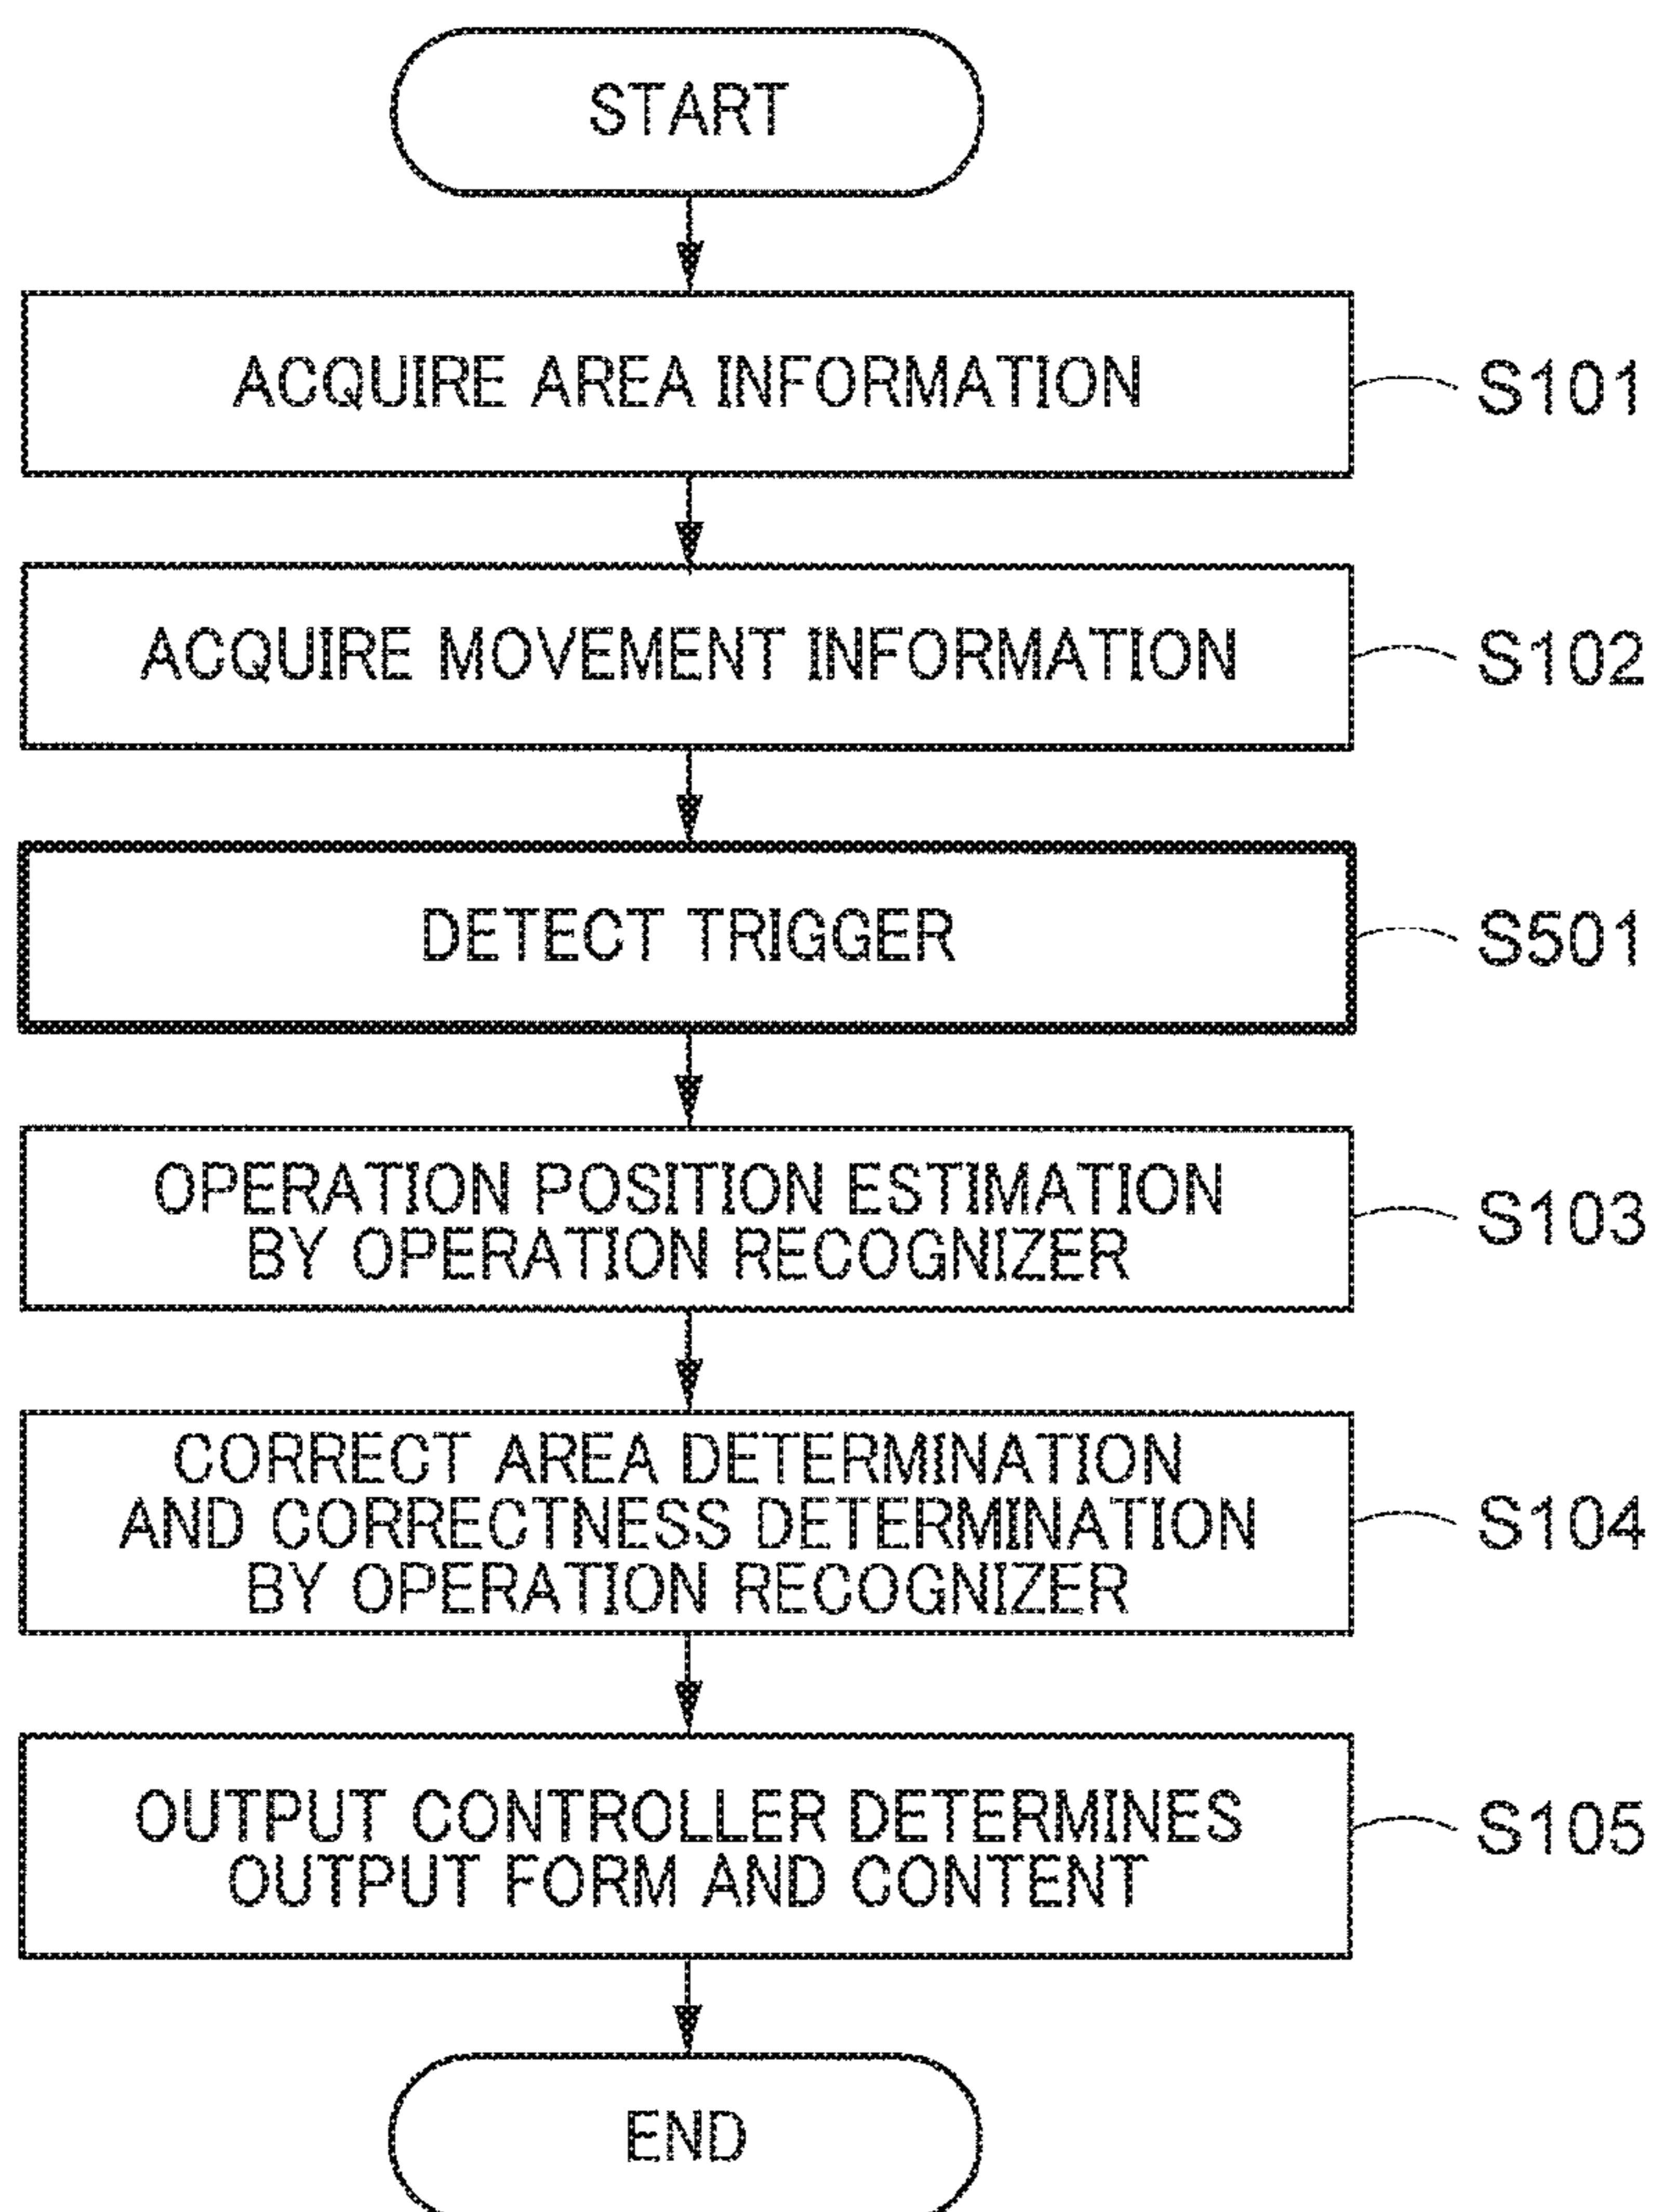 START
ACQUIRE AREA INFORMATION
S101
ACQUIRE MOVEMENT INFORMATION
S102
DETECT TRIGGER
S501
OPERATION POSITION ESTIMATION
BY OPERATION RECOGNIZER
S103
CORRECT AREA DETERMINATION
AND CORRECTNESS DETERMINATION
BY OPERATION RECOGNIZER
S104
OUTPUT CONTROLLER DETERMINES
OUTPUT FORM AND CONTENT
S105
END